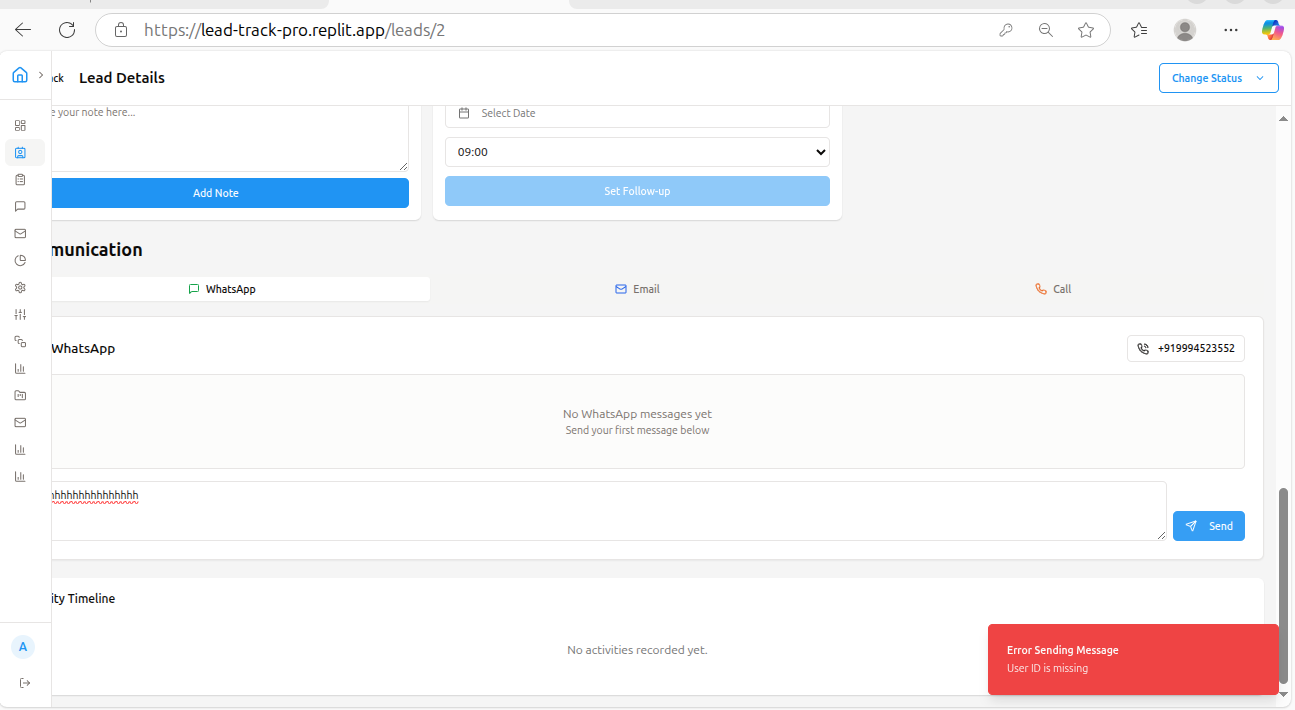 https://lead-track-pro.replit.app/leads/2
ck Lead Details
Change Status
e your note here...
Select Date
09:00
Add Note
Set Follow-up
munication
WhatsApp
Email
Call
WhatsApp
+919994523552
No WhatsApp messages yet
Send your first message below
hhhhhhhhhhhhhhh
Send
ity Timeline
No activities recorded yet.
A
Error Sending Message
User ID is missing